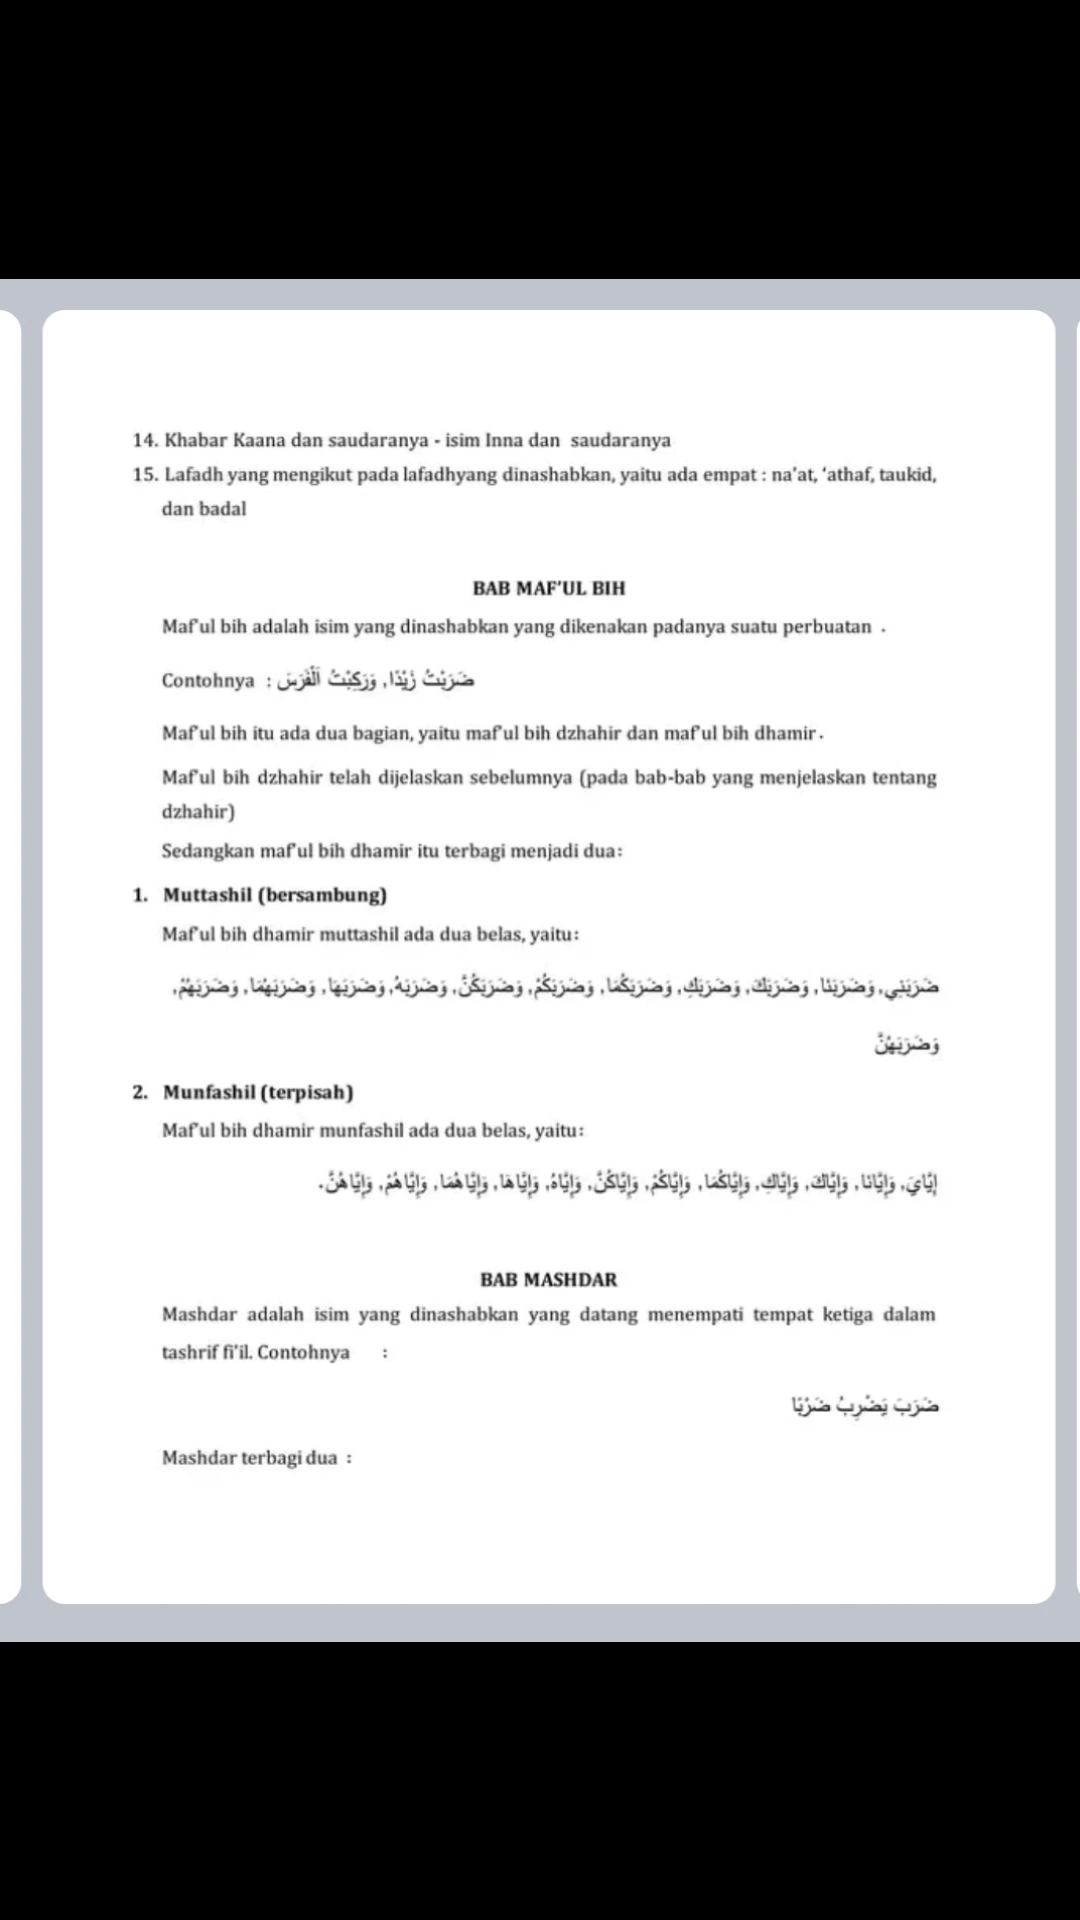 14. Khabar Kaana dan saudaranya - isim Inna dan saudaranya
15. Lafadh yang mengikut pada lafadhyang dinashabkan, yaitu ada empat : na’at, ‘athaf, taukid,
dan badal
BAB MAF’UL BIH
Maf’ul bih adalah isim yang dinashabkan yang dikenakan padanya suatu perbuatan .
Contohnya : ضَرَبْتُ زَيْدًا, وَرَكِبْتُ اَلْفَرَسَ
Maf’ul bih itu ada dua bagian, yaitu maf’ul bih dzhahir dan maf’ul bih dhamir.
Maf’ul bih dzhahir telah dijelaskan sebelumnya (pada bab-bab yang menjelaskan tentang
dzhahir)
Sedangkan maf’ul bih dhamir itu terbagi menjadi dua:
1. Muttashil (bersambung)
Maf’ul bih dhamir muttashil ada dua belas, yaitu:
ضَرَبَنِي, وَضَرَبَنَا, وَضَرَبَكَ, وَضَرَبَكِ, وَضَرَبَكُمَا, وَضَرَبَكُمْ, وَضَرَبَكُنَّ, وَضَرَبَهُ, وَضَرَبَهَا, وَضَرَبَهُمَا, وَضَرَبَهُمْ,
وَضَرَبَهُنَّ
2. Munfashil (terpisah)
Maf’ul bih dhamir munfashil ada dua belas, yaitu:
إِيَّايَ, وَإِيَّانَا, وَإِيَّاكَ, وَإِيَّاكِ, وَإِيَّاكُمَا, وَإِيَّاكُمْ, وَإِيَّاكُنَّ, وَإِيَّاهُ, وَإِيَّاهَا, وَإِيَّاهُمَا, وَإِيَّاهُمْ, وَإِيَّاهُنَّ.
BAB MASHDAR
Mashdar adalah isim yang dinashabkan yang datang menempati tempat ketiga dalam
tashrif fi’il. Contohnya :
ضَرَبَ يَضْرِبُ ضَرْبًا
Mashdar terbagi dua :